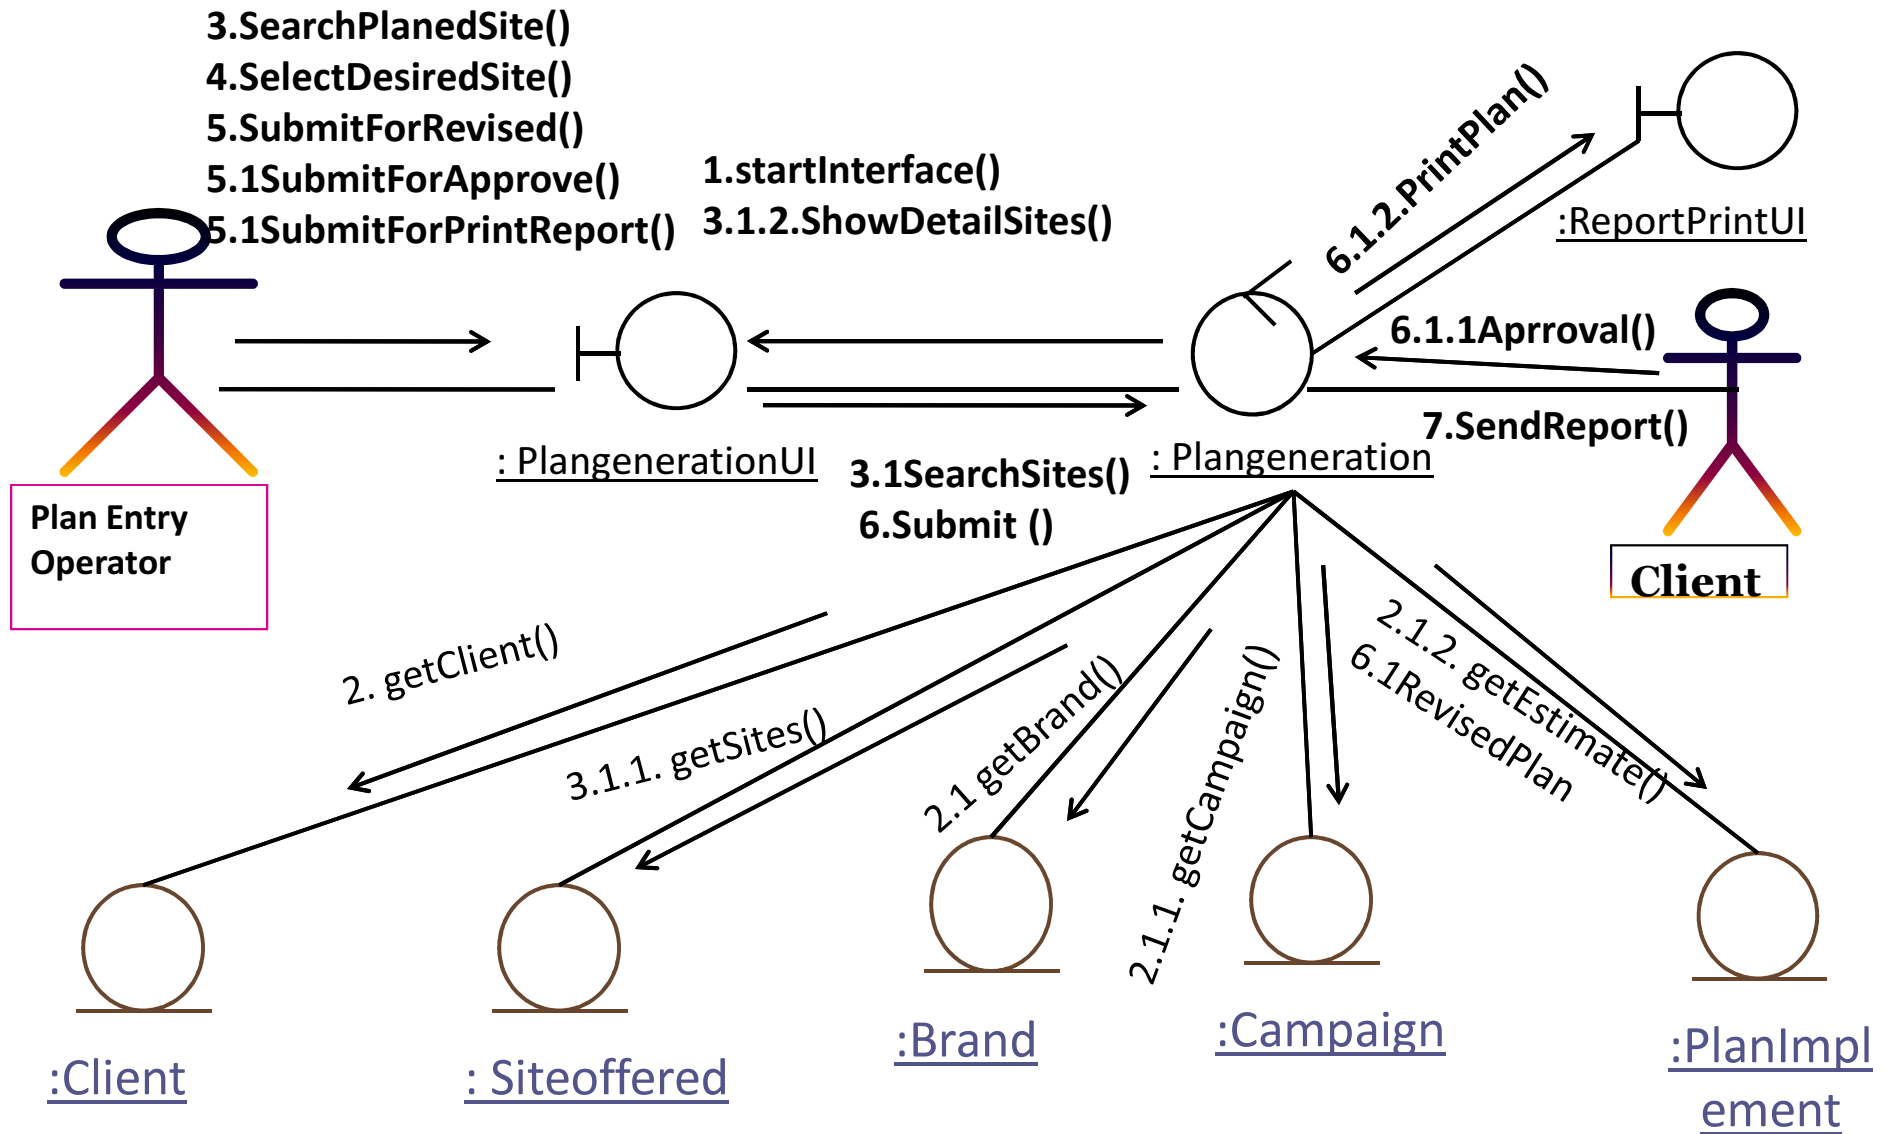 3.SearchPlanedSite()
4.SelectDesiredSite()
5.SubmitForRevised()
5.1SubmitForApprove()
5.1SubmitForPrintReport()
1.startInterface()
3.1.2.ShowDetailSites()
6.1.2.PrintPlan()
:ReportPrintUI
6.1.1Aprroval()
7.SendReport()
: PlangenerationUI
3.1SearchSites()
6.Submit ()
: Plangeneration
Plan Entry
Operator
Client
2. getClient()
3.1.1. getSites()
2.1 getBrand()
2.1.1. getCampaign()
2.1.2. getEstimate()
6.1RevisedPlan
:Client
: Siteoffered
:Brand
:Campaign
:PlanImpl
ement